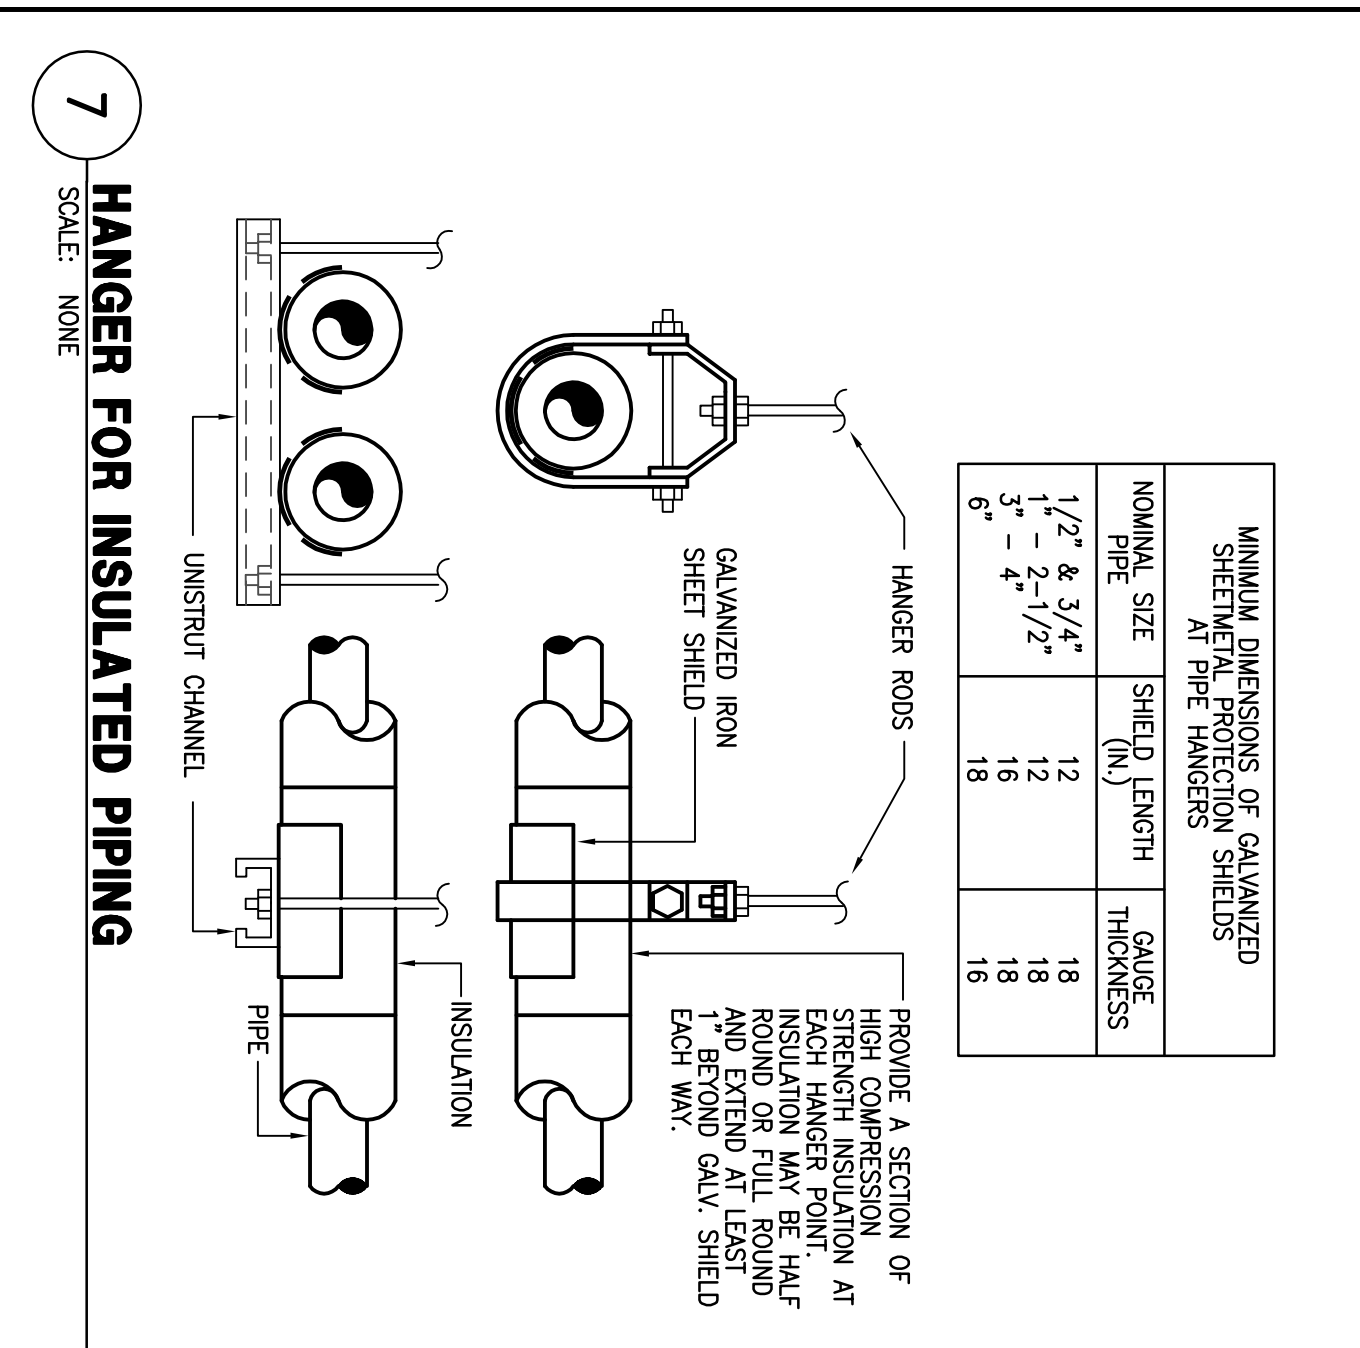 MINIMUM DIMENSIONS OF GALVANIZED
SHEETMETAL PROTECTION SHIELDS
AT PIPE HANGERS
NOMINAL SIZE
PIPE
SHIELD LENGTH
(IN.)
GAUGE
THICKNESS
1/2" & 3/4" 12 18
1" - 2-1/2" 12 18
3" - 4" 16 18
6" 18 16
HANGER RODS
GALVANIZED IRON
SHEET SHIELD
PROVIDE A SECTION OF
HIGH COMPRESSION
STRENGTH INSULATION AT
EACH HANGER POINT.
INSULATION MAY BE HALF
ROUND OR FULL ROUND
AND EXTEND AT LEAST
1" BEYOND GALV. SHIELD
EACH WAY.
INSULATION
PIPE
UNISTRUT CHANNEL
7
HANGER FOR INSULATED PIPING
SCALE: NONE